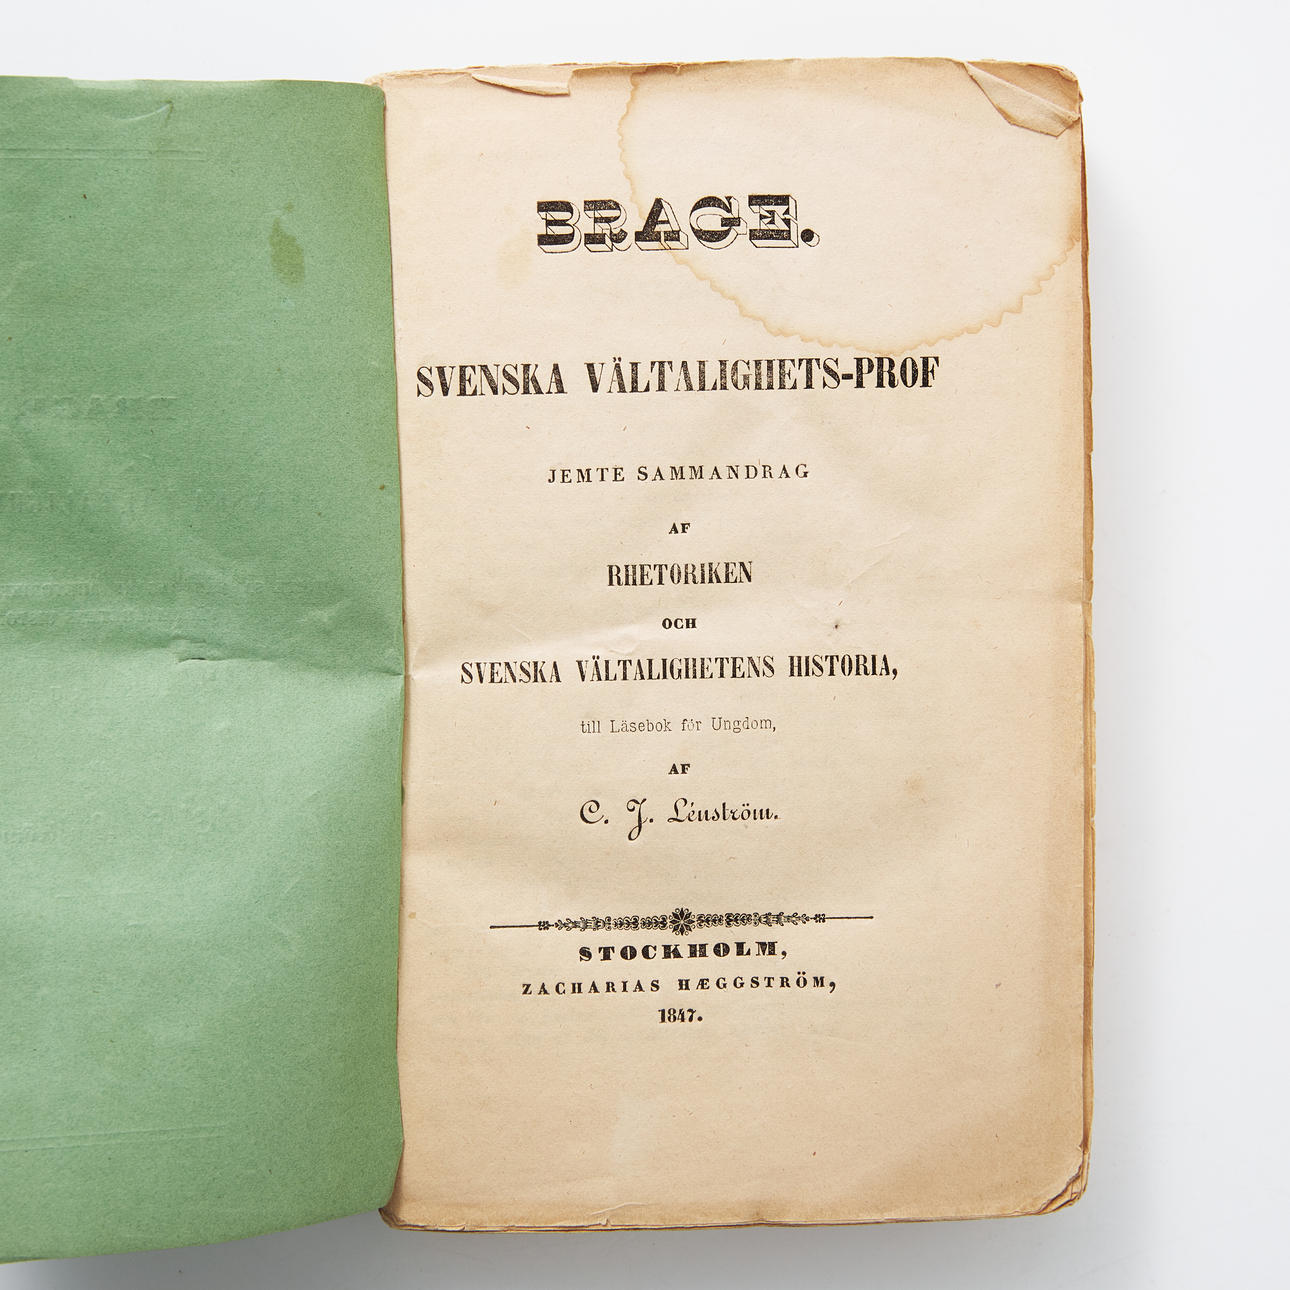 BRAGE.
SVENSKA VÄLTALIGHETS-PROF
JEMTE SAMMANDRAG
AF
RHETORIKEN
OCH
SVENSKA VÄLTALIGHETENS HISTORIA,
till Läsebok för Ungdom,
AF
C. J. Lénström.
STOCKHOLM,
ZACHARIAS HÆGGSTRÖM,
1847.